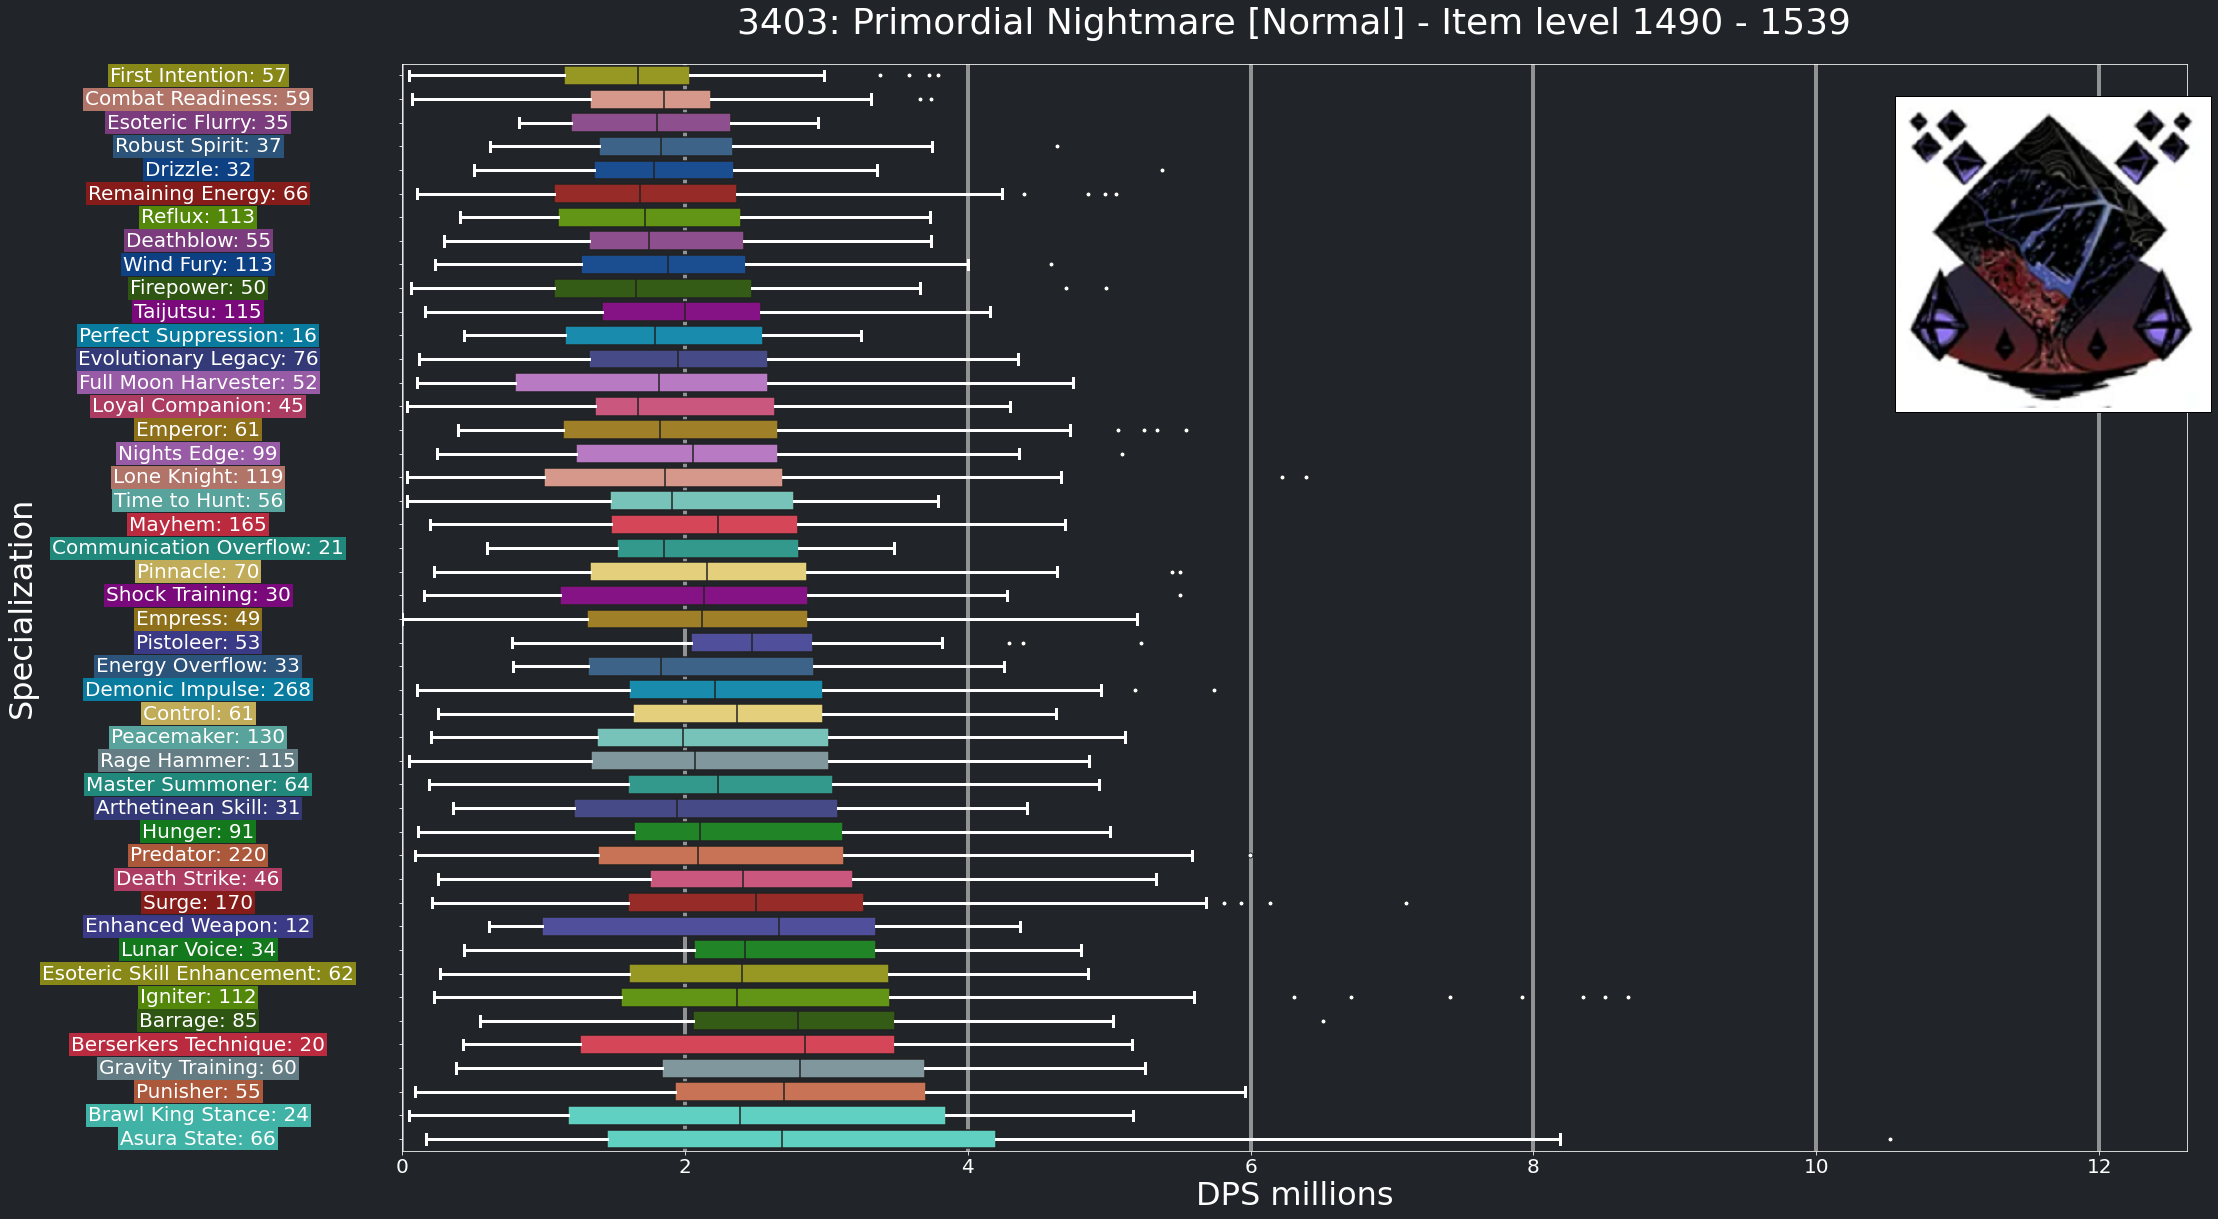 3403: Primordial Nightmare [Normal] - Item level 1490 - 1539
First Intention: 57
Combat Readiness: 59
Esoteric Flurry: 35
Robust Spirit: 37
Drizzle: 32
Remaining Energy: 66
Reflux: 113
Deathblow: 55
Wind Fury: 113
Firepower: 50
Taijutsu: 115
Perfect Suppression: 16
Evolutionary Legacy: 76
Full Moon Harvester: 52
Loyal Companion: 45
Emperor: 61
Nights Edge: 99
Lone Knight: 119
Time to Hunt: 56
Mayhem: 165
Communication Overflow: 21
Pinnacle: 70
Shock Training: 30
Empress: 49
Pistoleer: 53
Energy Overflow: 33
Demonic Impulse: 268
Control: 61
Peacemaker: 130
Rage Hammer: 115
Master Summoner: 64
Arthetinean Skill: 31
Hunger: 91
Predator: 220
Death Strike: 46
Surge: 170
Enhanced Weapon: 12
Lunar Voice: 34
Esoteric Skill Enhancement: 62
Igniter: 112
Barrage: 85
Berserkers Technique: 20
Gravity Training: 60
Punisher: 55
Brawl King Stance: 24
Asura State: 66
Specialization
0 2 4 6 8 10 12
DPS millions